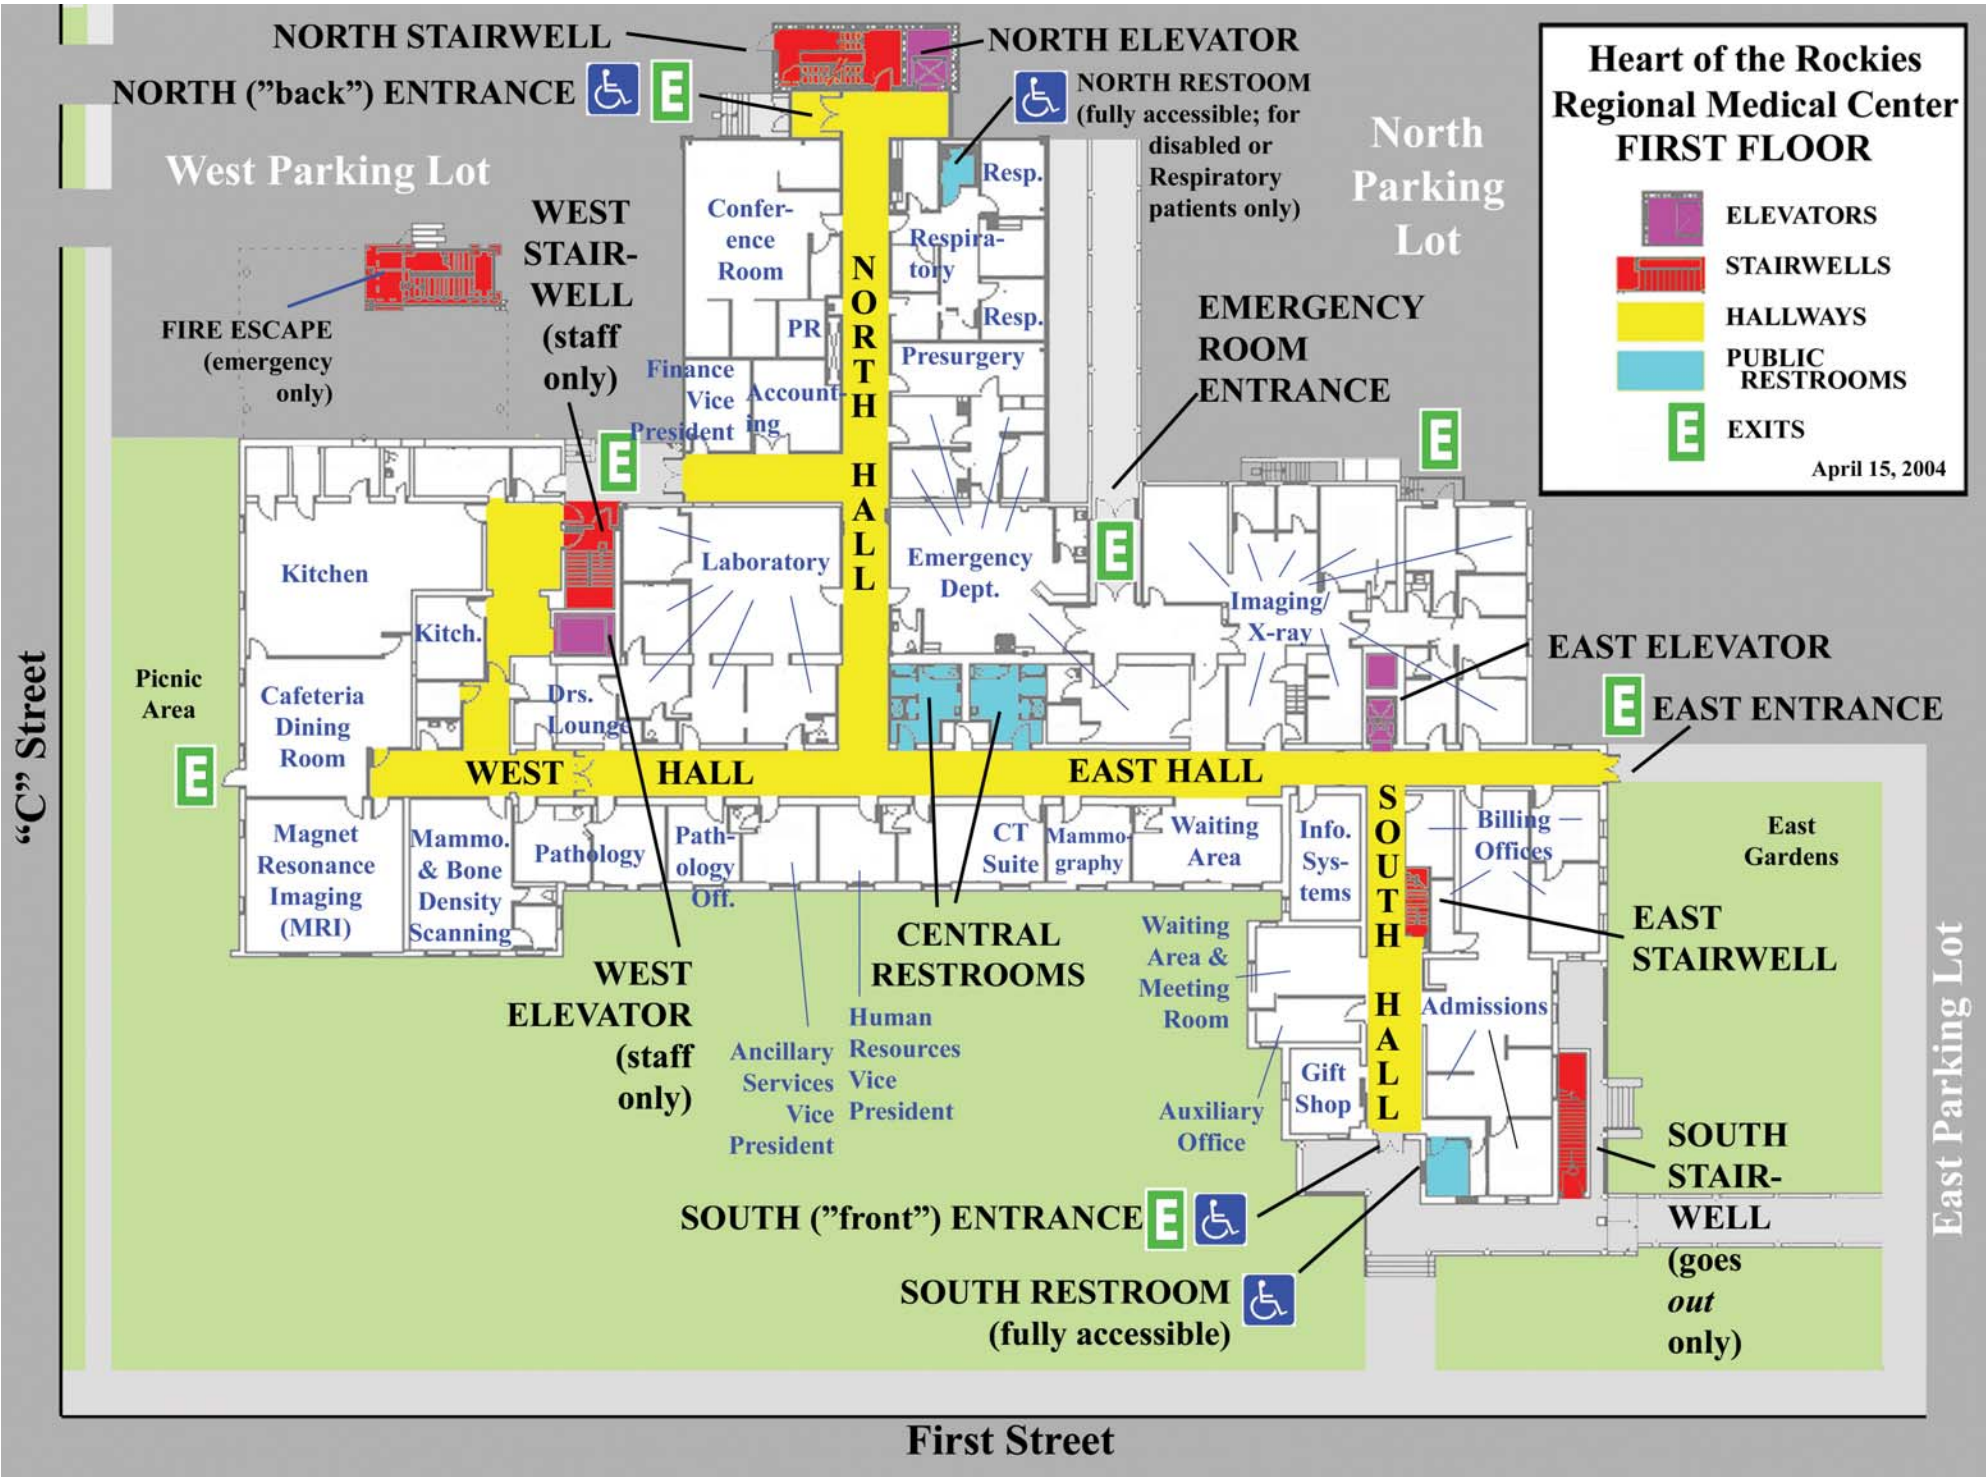 NORTH STAIRWELL
NORTH ("back") ENTRANCE
E
NORTH ELEVATOR
NORTH RESTOOM
(fully accessible; for
disabled or
Respiratory
patients only)
Heart of the Rockies
Regional Medical Center
FIRST FLOOR
ELEVATORS
STAIRWELLS
HALLWAYS
PUBLIC
RESTROOMS
E
EXITS
April 15, 2004
West Parking Lot
North
Parking
Lot
WEST
STAIR-
WELL
(staff
only)
FIRE ESCAPE
(emergency
only)
EMERGENCY
ROOM
ENTRANCE
Confer-
ence
Room
PR
Finance
Vice
President
Account-
ing
NORTH HALL
Resp.
Respira-
tory
Resp.
Presurgery
E
E
E
Kitchen
Kitch.
Laboratory
Emergency
Dept.
Imaging/
X-ray
EAST ELEVATOR
E
EAST ENTRANCE
Picnic
Area
E
Cafeteria
Dining
Room
Drrs.
Lounge
WEST HALL
EAST HALL
"C" Street
Magnet
Resonance
Imaging
(MRI)
Mammo.
& Bone
Density
Scanning
Pathology
Path-
ology
Off.
CT
Suite
Mammo-
graphy
Waiting
Area
Info.
Sys-
tems
SOUTH HALL
Billing
Offices
East
Gardens
WEST
ELEVATOR
(staff
only)
Ancillary
Services
Vice
President
Human
Resources
Vice
President
CENTRAL
RESTROOMS
Waiting
Area &
Meeting
Room
Auxiliary
Office
Gift
Shop
Admissions
EAST
STAIRWELL
SOUTH
STAIR-
WELL
(goes
out
only)
East Parking Lot
SOUTH ("front") ENTRANCE
E
SOUTH RESTROOM
(fully accessible)
First Street